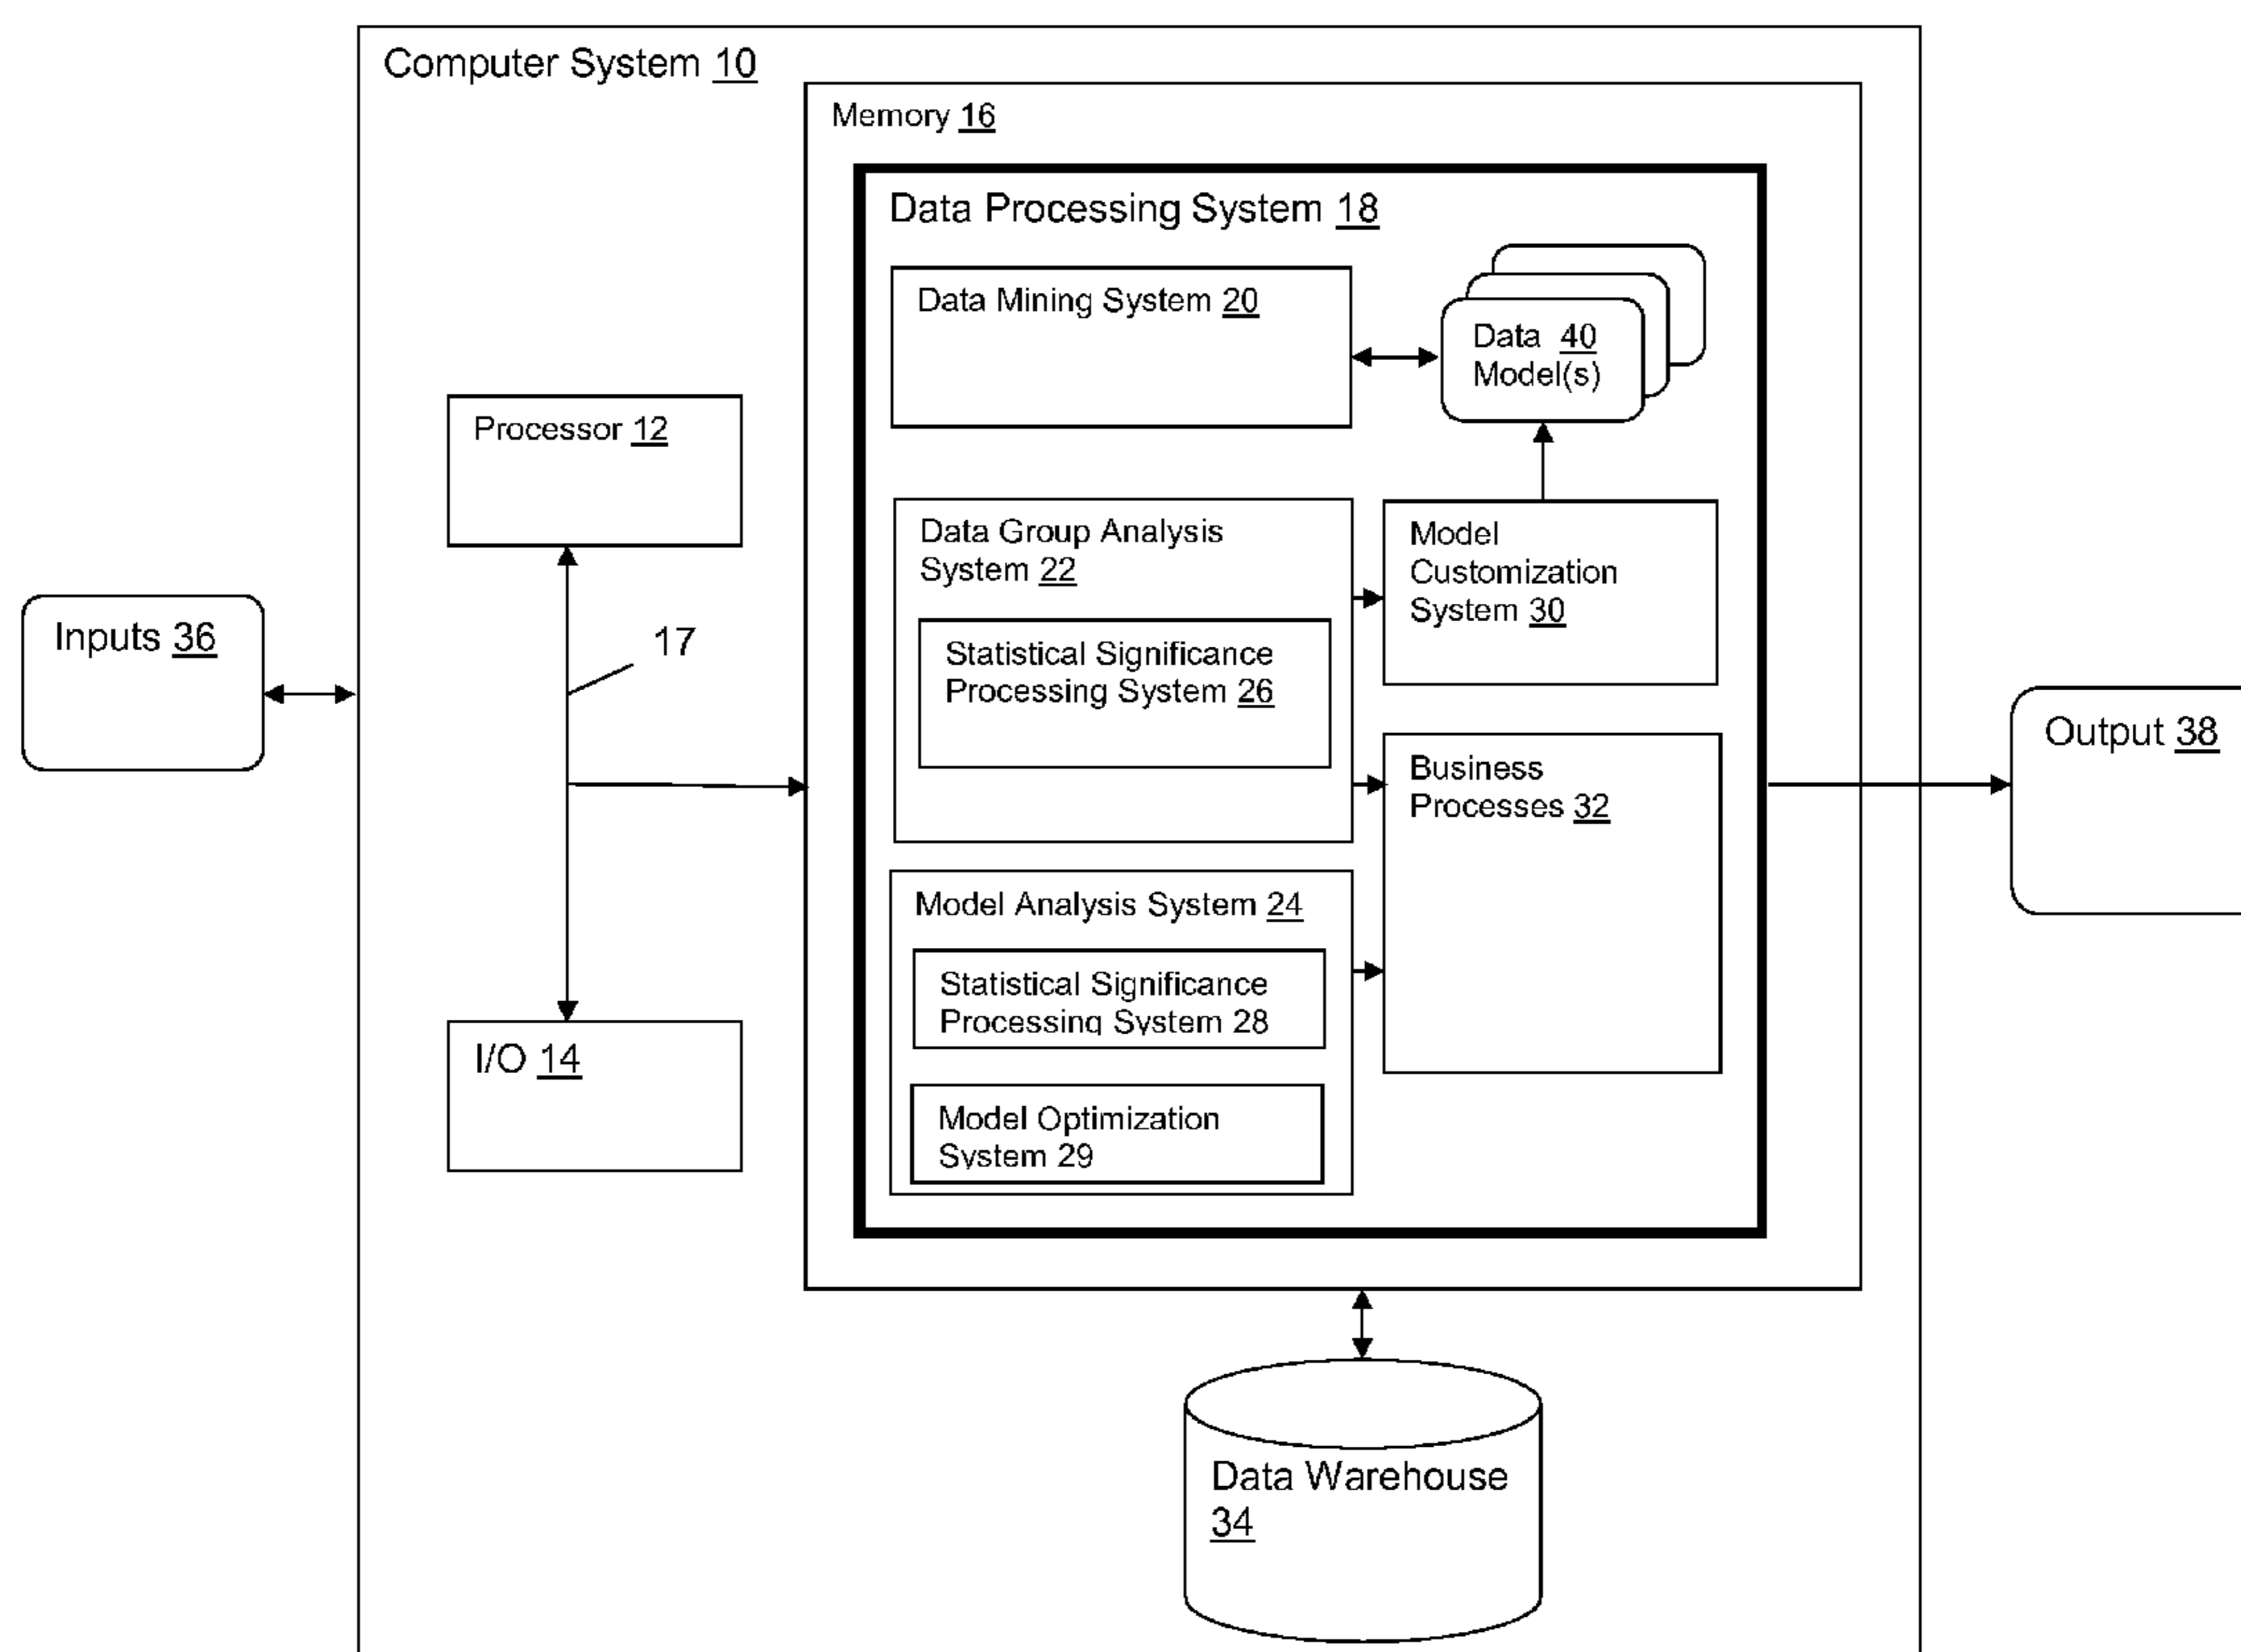 Computer System 10
Memory 16
Data Processing System 18
Data Mining System 20
Data 40
Model(s)
Processor 12
Data Group Analysis
System 22
Model
Customization
System 30
Inputs 36
17
Statistical Significance
Processing System 26
Output 38
Business
Processes 32
Model Analysis System 24
Statistical Significance
Processing System 28
I/O 14
Model Optimization
System 29
Data Warehouse
34